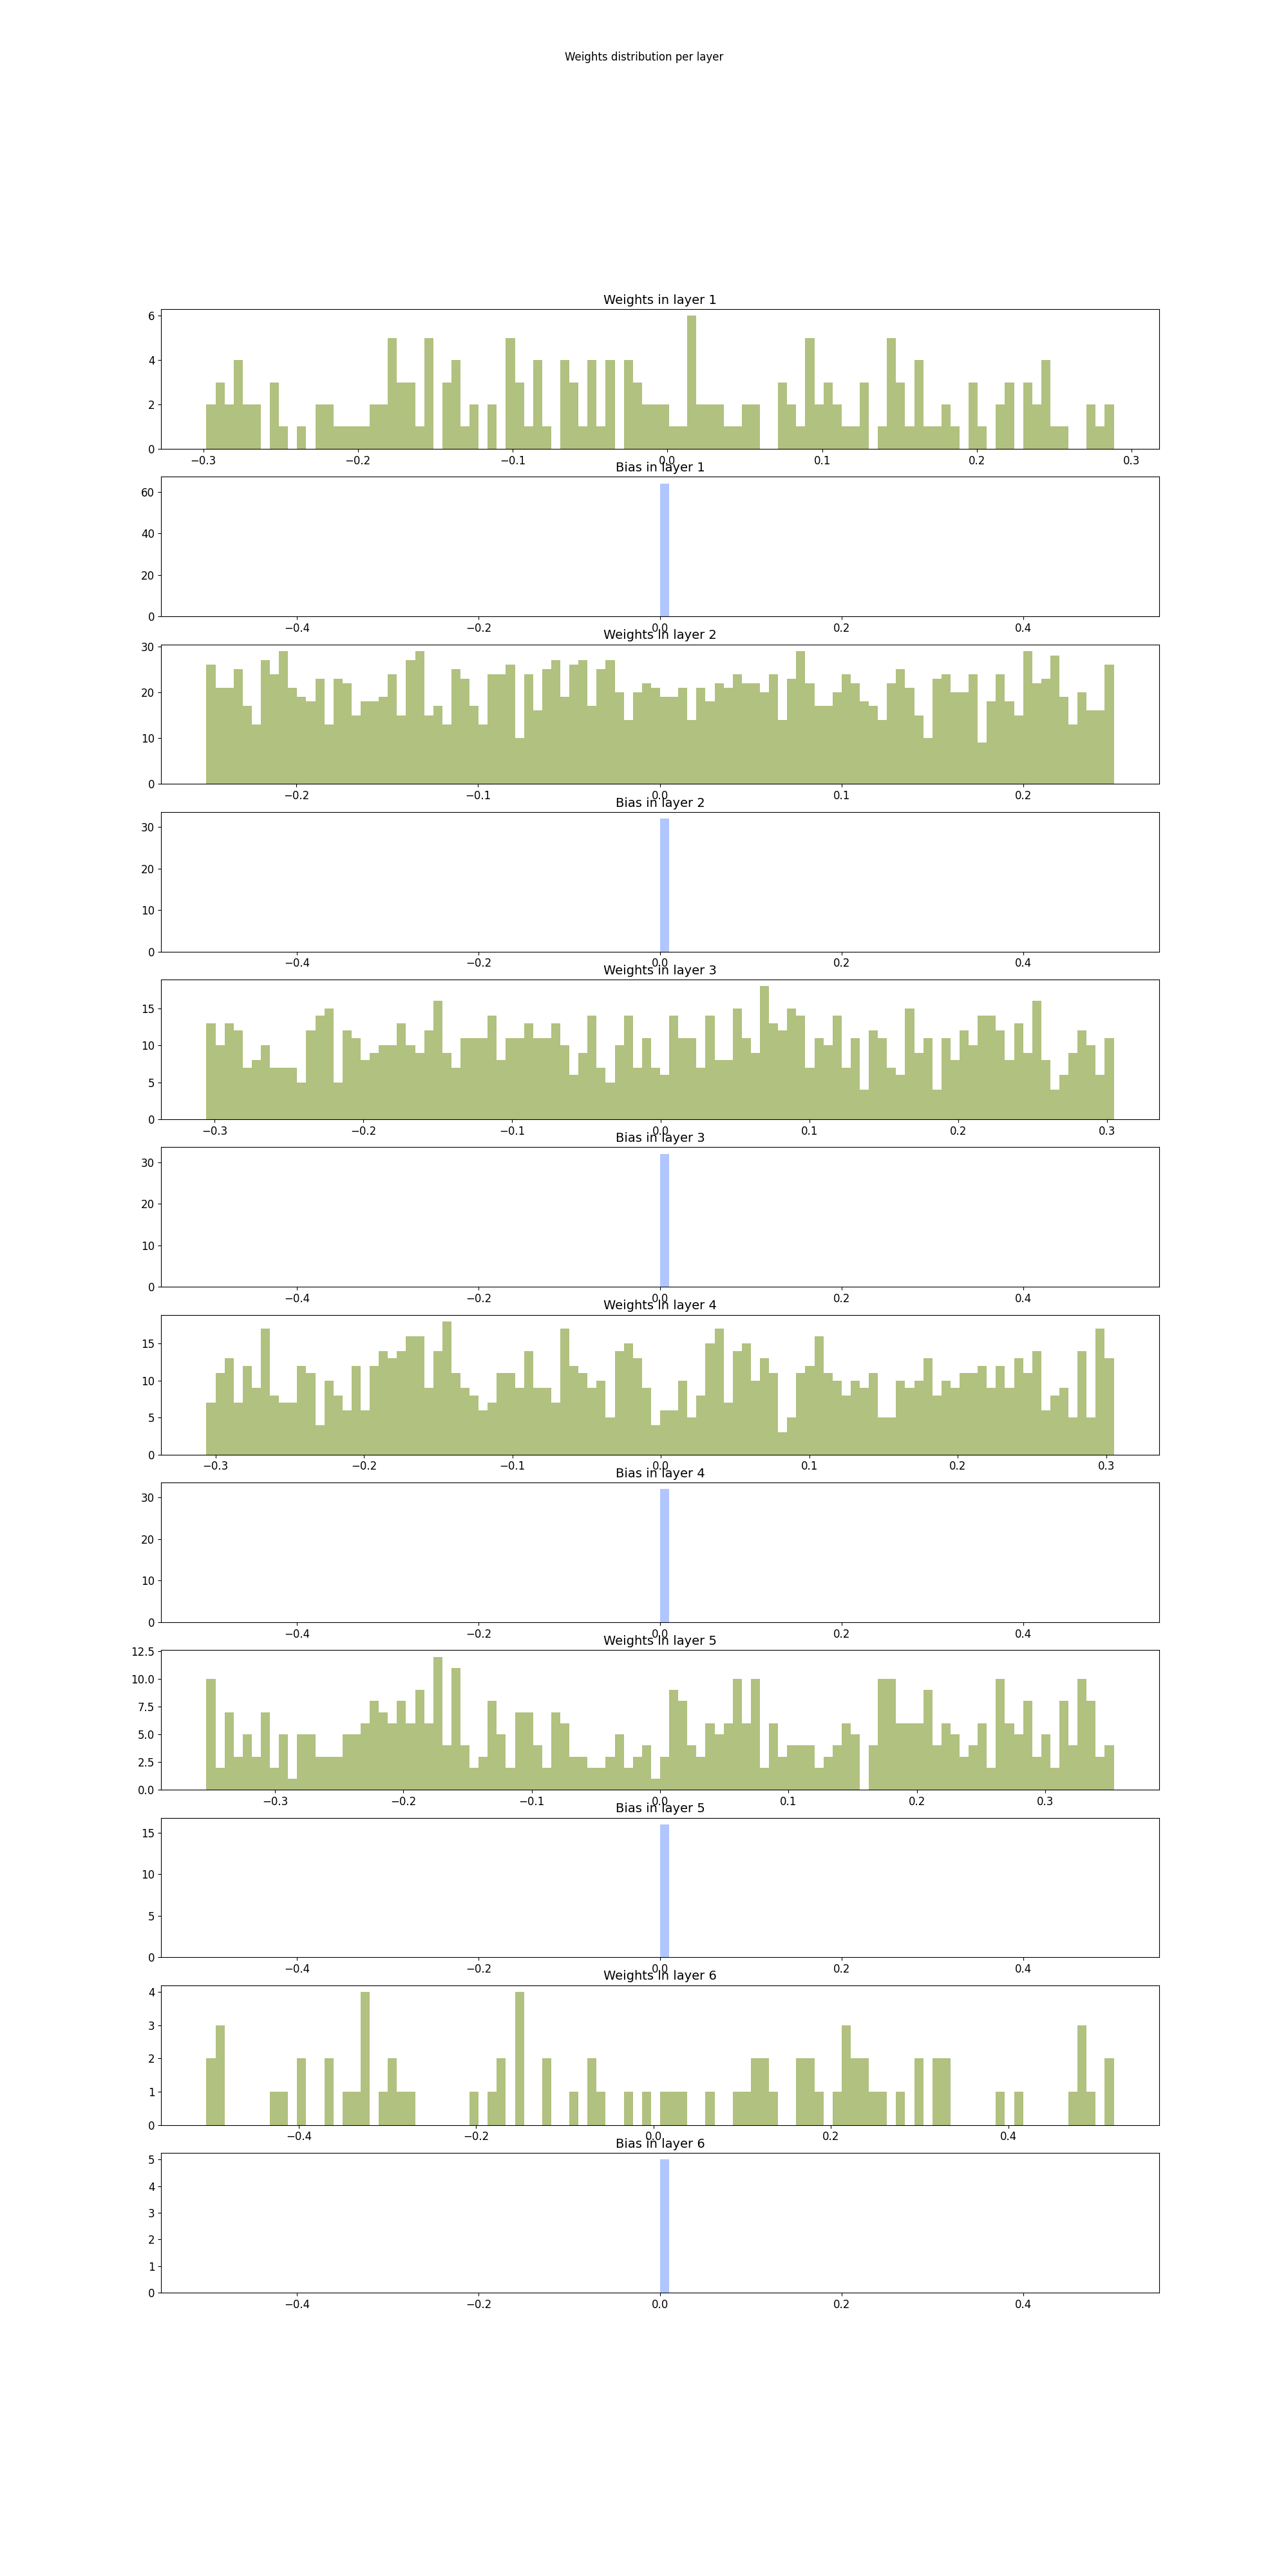 Weights distribution per layer
Weights in layer 1
6
4
2
0
−0.3 −0.2 −0.1 0.0 0.1 0.2 0.3
Bias in layer 1
60
40
20
0
−0.4 −0.2 0.0 0.2 0.4
Weights in layer 2
30
20
10
0
−0.2 −0.1 0.0 0.1 0.2
Bias in layer 2
30
20
10
0
−0.4 −0.2 0.0 0.2 0.4
Weights in layer 3
15
10
5
0
−0.3 −0.2 −0.1 0.0 0.1 0.2 0.3
Bias in layer 3
30
20
10
0
−0.4 −0.2 0.0 0.2 0.4
Weights in layer 4
15
10
5
0
−0.3 −0.2 −0.1 0.0 0.1 0.2 0.3
Bias in layer 4
30
20
10
0
−0.4 −0.2 0.0 0.2 0.4
Weights in layer 5
12.5
10.0
7.5
5.0
2.5
0.0
−0.3 −0.2 −0.1 0.0 0.1 0.2 0.3
Bias in layer 5
15
10
5
0
−0.4 −0.2 0.0 0.2 0.4
Weights in layer 6
4
3
2
1
0
−0.4 −0.2 0.0 0.2 0.4
Bias in layer 6
5
4
3
2
1
0
−0.4 −0.2 0.0 0.2 0.4